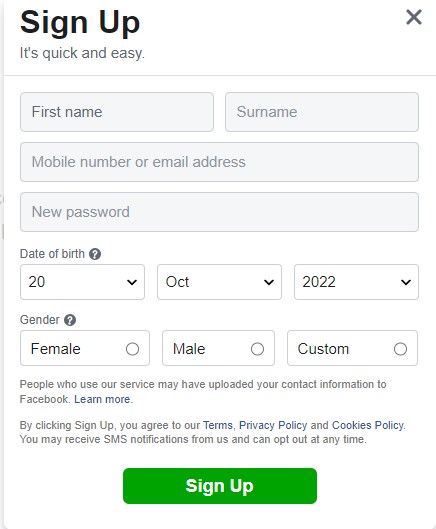 Sign Up
It's quick and easy.
First name Surname
Mobile number or email address
New password
Date of birth ?
20 Oct 2022
Gender ?
Female Male Custom
People who use our service may have uploaded your contact information to
Facebook. Learn more.
By clicking Sign Up, you agree to our Terms, Privacy Policy and Cookies Policy.
You may receive SMS notifications from us and can opt out at any time.
Sign Up